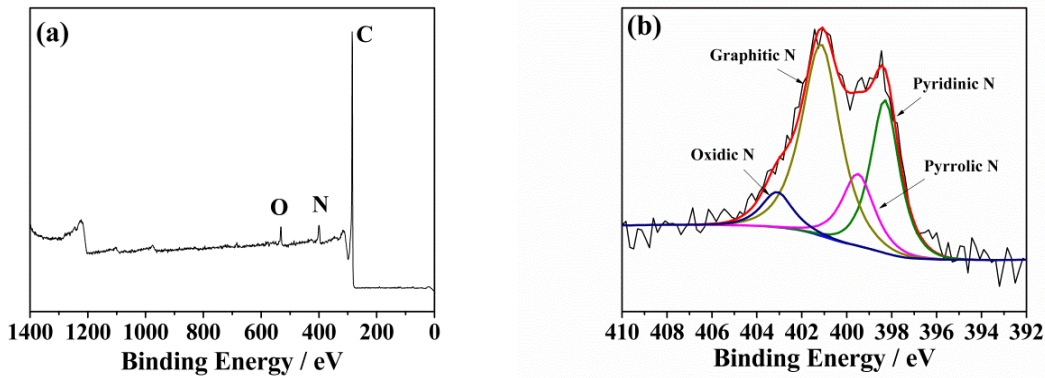 (a)
C
O
N
1400 1200 1000 800 600 400 200 0
Binding Energy / eV
(b)
Graphitic N
Pyridinic N
Oxidic N
Pyrrolic N
410 408 406 404 402 400 398 396 394 392
Binding Energy / eV